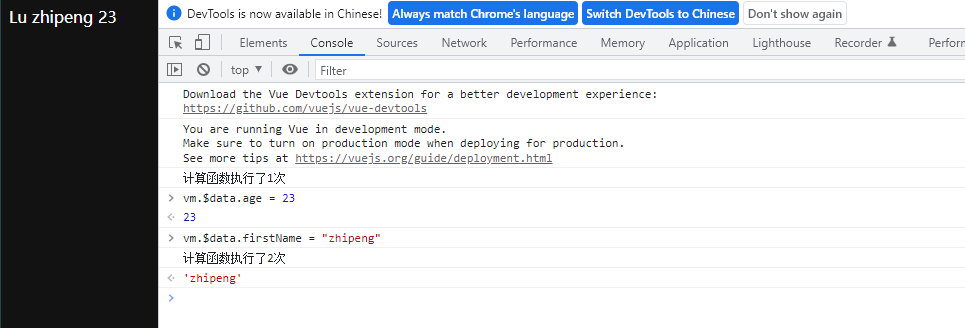 Lu zhipeng 23
DevTools is now available in Chinese! Always match Chrome's language Switch DevTools to Chinese Don't show again
Elements Console Sources Network Performance Memory Application Lighthouse Recorder Perforn
top ▼ Filter
Download the Vue Devtools extension for a better development experience:
https://github.com/vuejs/vue-devtools
You are running Vue in development mode.
Make sure to turn on production mode when deploying for production.
See more tips at https://vuejs.org/guide/deployment.html
计算函数执行了1次
> vm.$data.age = 23
23
> vm.$data.firstName = "zhipeng"
计算函数执行了2次
'zhipeng'
>